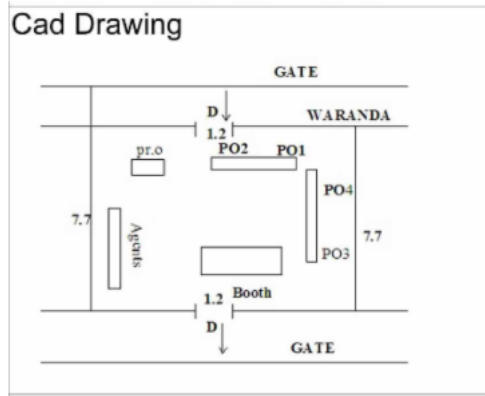 Cad Drawing
GATE
D
WARANDA
1.2
pr.o
PO2
PO1
PO4
7.7
Agents
7.7
PO3
1.2
Booth
D
GATE